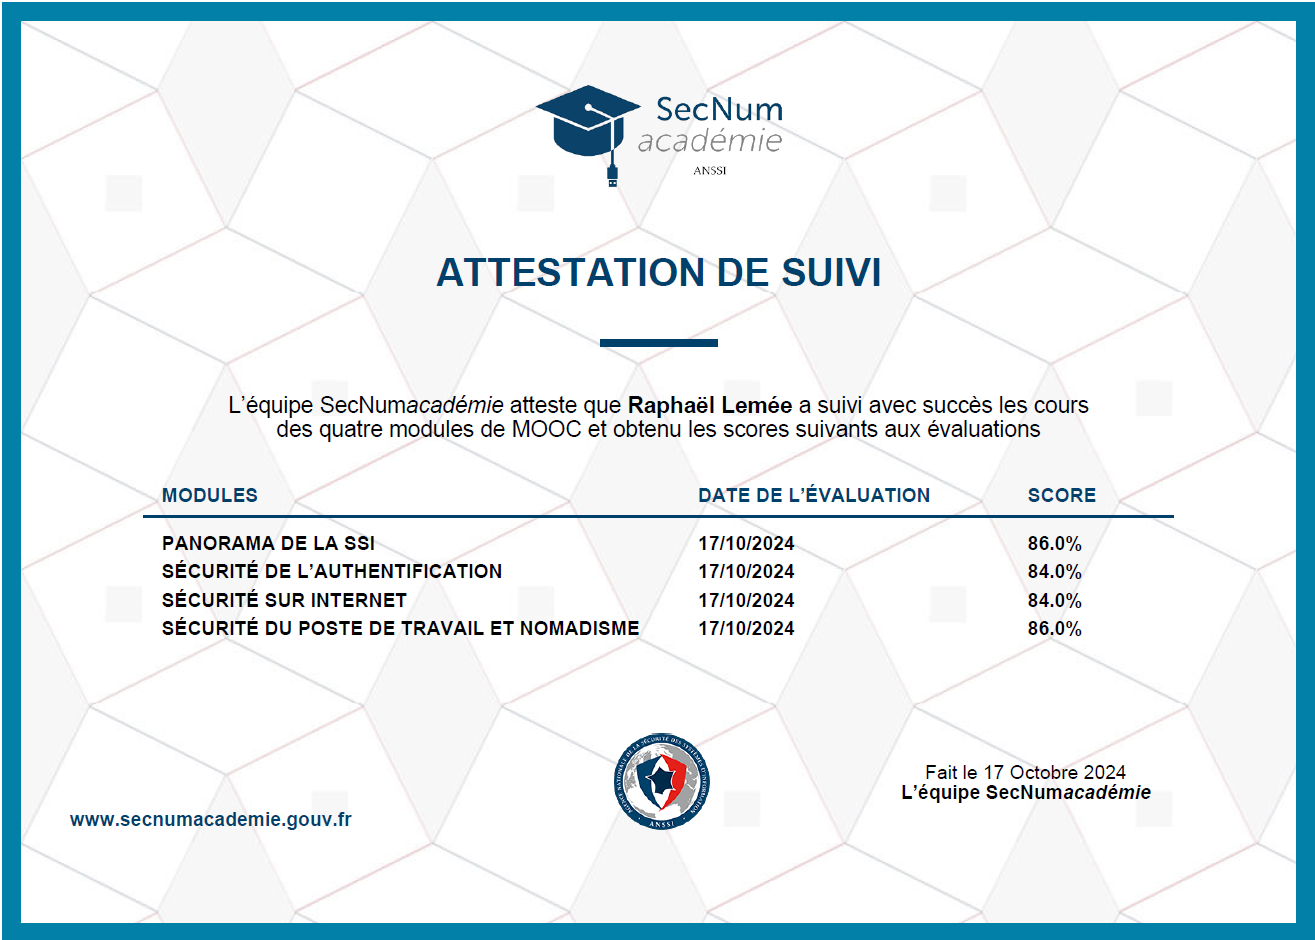 SecNum
académie
ANSSI
ATTESTATION DE SUIVI
L'équipe SecNumacadémie atteste que Raphaël Lemée a suivi avec succès les cours
des quatre modules de MOOC et obtenu les scores suivants aux évaluations
MODULES DATE DE L'ÉVALUATION SCORE
PANORAMA DE LA SSI 17/10/2024 86.0%
SÉCURITÉ DE L'AUTHENTIFICATION 17/10/2024 84.0%
SÉCURITÉ SUR INTERNET 17/10/2024 84.0%
SÉCURITÉ DU POSTE DE TRAVAIL ET NOMADISME 17/10/2024 86.0%
AGENCE NATIONALE DE LA SÉCURITÉ DES SYSTÈMES D'INFORMATION
ANSSI
Fait le 17 Octobre 2024
L'équipe SecNumacadémie
www.secnumacademie.gouv.fr